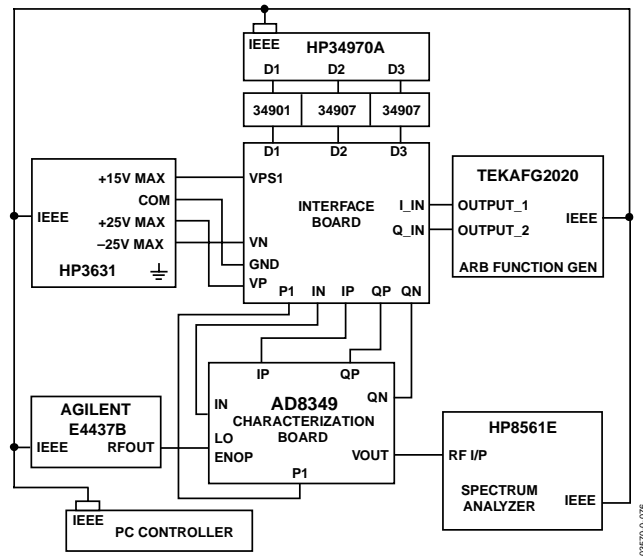 IEEE
HP34970A
D1 D2 D3
34901 34907 34907
D1 D2 D3
+15V MAX
COM
+25V MAX
–25V MAX
IEEE
HP3631
VPS1
VN
GND
VP
INTERFACE
BOARD
I_IN
Q_IN
P1 IN IP QP QN
TEKAFG2020
OUTPUT_1
OUTPUT_2
IEEE
ARB FUNCTION GEN
IP QP
QN
IN
AD8349
CHARACTERIZATION
BOARD
LO
ENOP
VOUT
P1
AGILENT
E4437B
IEEE RFOUT
HP8561E
RF I/P
SPECTRUM
ANALYZER
IEEE
IEEE
PC CONTROLLER